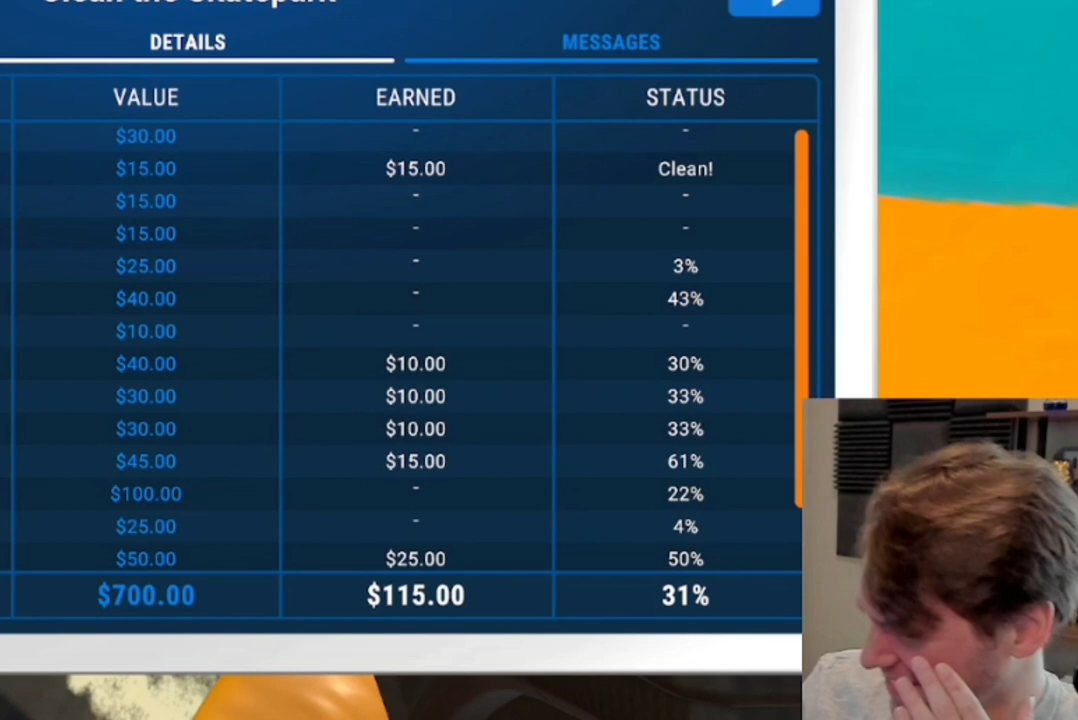 Clean the Skatepark
DETAILS MESSAGES
VALUE EARNED STATUS
$30.00 - -
$15.00 $15.00 Clean!
$15.00 - -
$15.00 - -
$25.00 - 3%
$40.00 - 43%
$10.00 - -
$40.00 $10.00 30%
$30.00 $10.00 33%
$30.00 $10.00 33%
$45.00 $15.00 61%
$100.00 - 22%
$25.00 - 4%
$50.00 $25.00 50%
$700.00 $115.00 31%